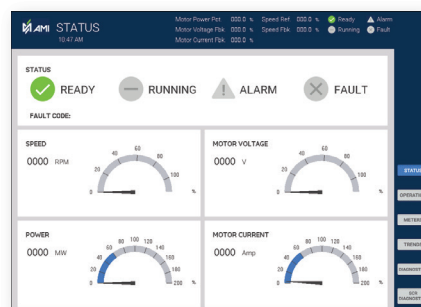 AMI STATUS
10:47 AM
Motor Power Pct. 000.0 % Speed Ref. 000.0 % Ready Alarm
Motor Voltage Fbk 000.0 % Speed Fbk 000.0 % Running Fault
Motor Current Fbk 000.0 %
STATUS
READY RUNNING ALARM FAULT
FAULT CODE:
SPEED
0000 RPM
0 20 40 60 80 100 %
MOTOR VOLTAGE
0000 V
0 20 40 60 80 100 %
POWER
0000 MW
0 20 40 60 80 100 120 140 160 180 200 %
MOTOR CURRENT
0000 Amp
0 20 40 60 80 100 120 140 160 180 200 %
STATUS
OPERATIO
METERS
TRENDS
DIAGNOST
SCR
DIAGNOST